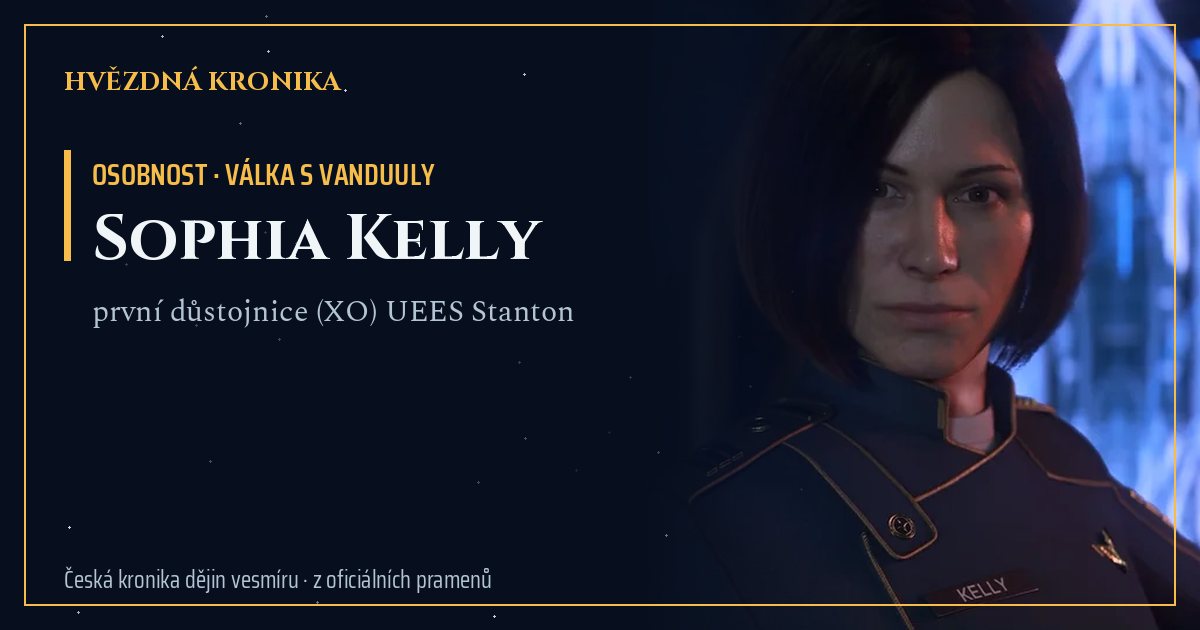 HVĚZDNÁ KRONIKA
OSOBNOST · VÁLKA S VANDUULY
SOPHIA KELLY
první důstojnice (XO) UEES Stanton
Česká kronika dějin vesmíru · z oficiálních pramenů
KELLY